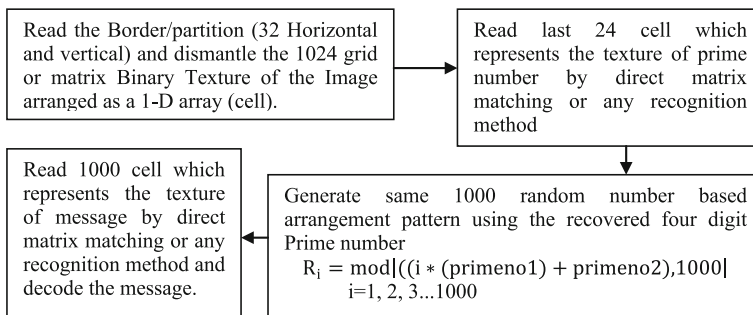 Read the Border/partition (32 Horizontal
and vertical) and dismantle the 1024 grid
or matrix Binary Texture of the Image
arranged as a 1-D array (cell).
Read last 24 cell which
represents the texture of prime
number by direct matrix
matching or any recognition
method
Generate same 1000 random number based
arrangement pattern using the recovered four digit
Prime number
R_i = mod|((i ∗ (primeno1) + primeno2),1000|
i=1, 2, 3...1000
Read 1000 cell which
represents the texture
of message by direct
matrix matching or any
recognition method and
decode the message.